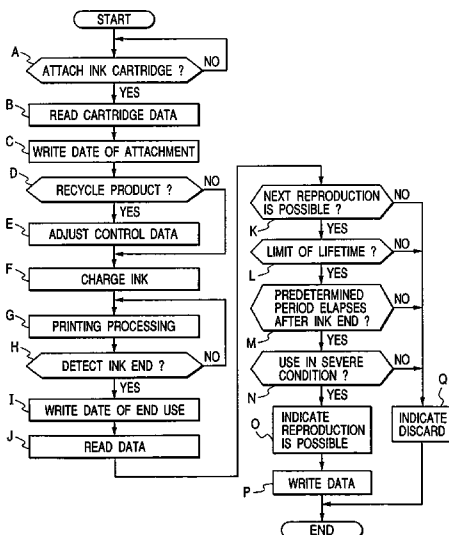 START
A
ATTACH INK CARTRIDGE ?
NO
YES
B
READ CARTRIDGE DATA
C
WRITE DATE OF ATTACHMENT
D
RECYCLE PRODUCT ?
NO
YES
E
ADJUST CONTROL DATA
F
CHARGE INK
G
PRINTING PROCESSING
H
DETECT INK END ?
NO
YES
I
WRITE DATE OF END USE
J
READ DATA
NEXT REPRODUCTION
IS POSSIBLE ?
NO
K
YES
LIMIT OF LIFETIME ?
NO
L
YES
PREDETERMINED
PERIOD ELAPSES
AFTER INK END ?
NO
M
YES
USE IN SEVERE
CONDITION ?
NO
N
YES
Q
O
INDICATE
REPRODUCTION
IS POSSIBLE
INDICATE
DISCARD
P
WRITE DATA
END